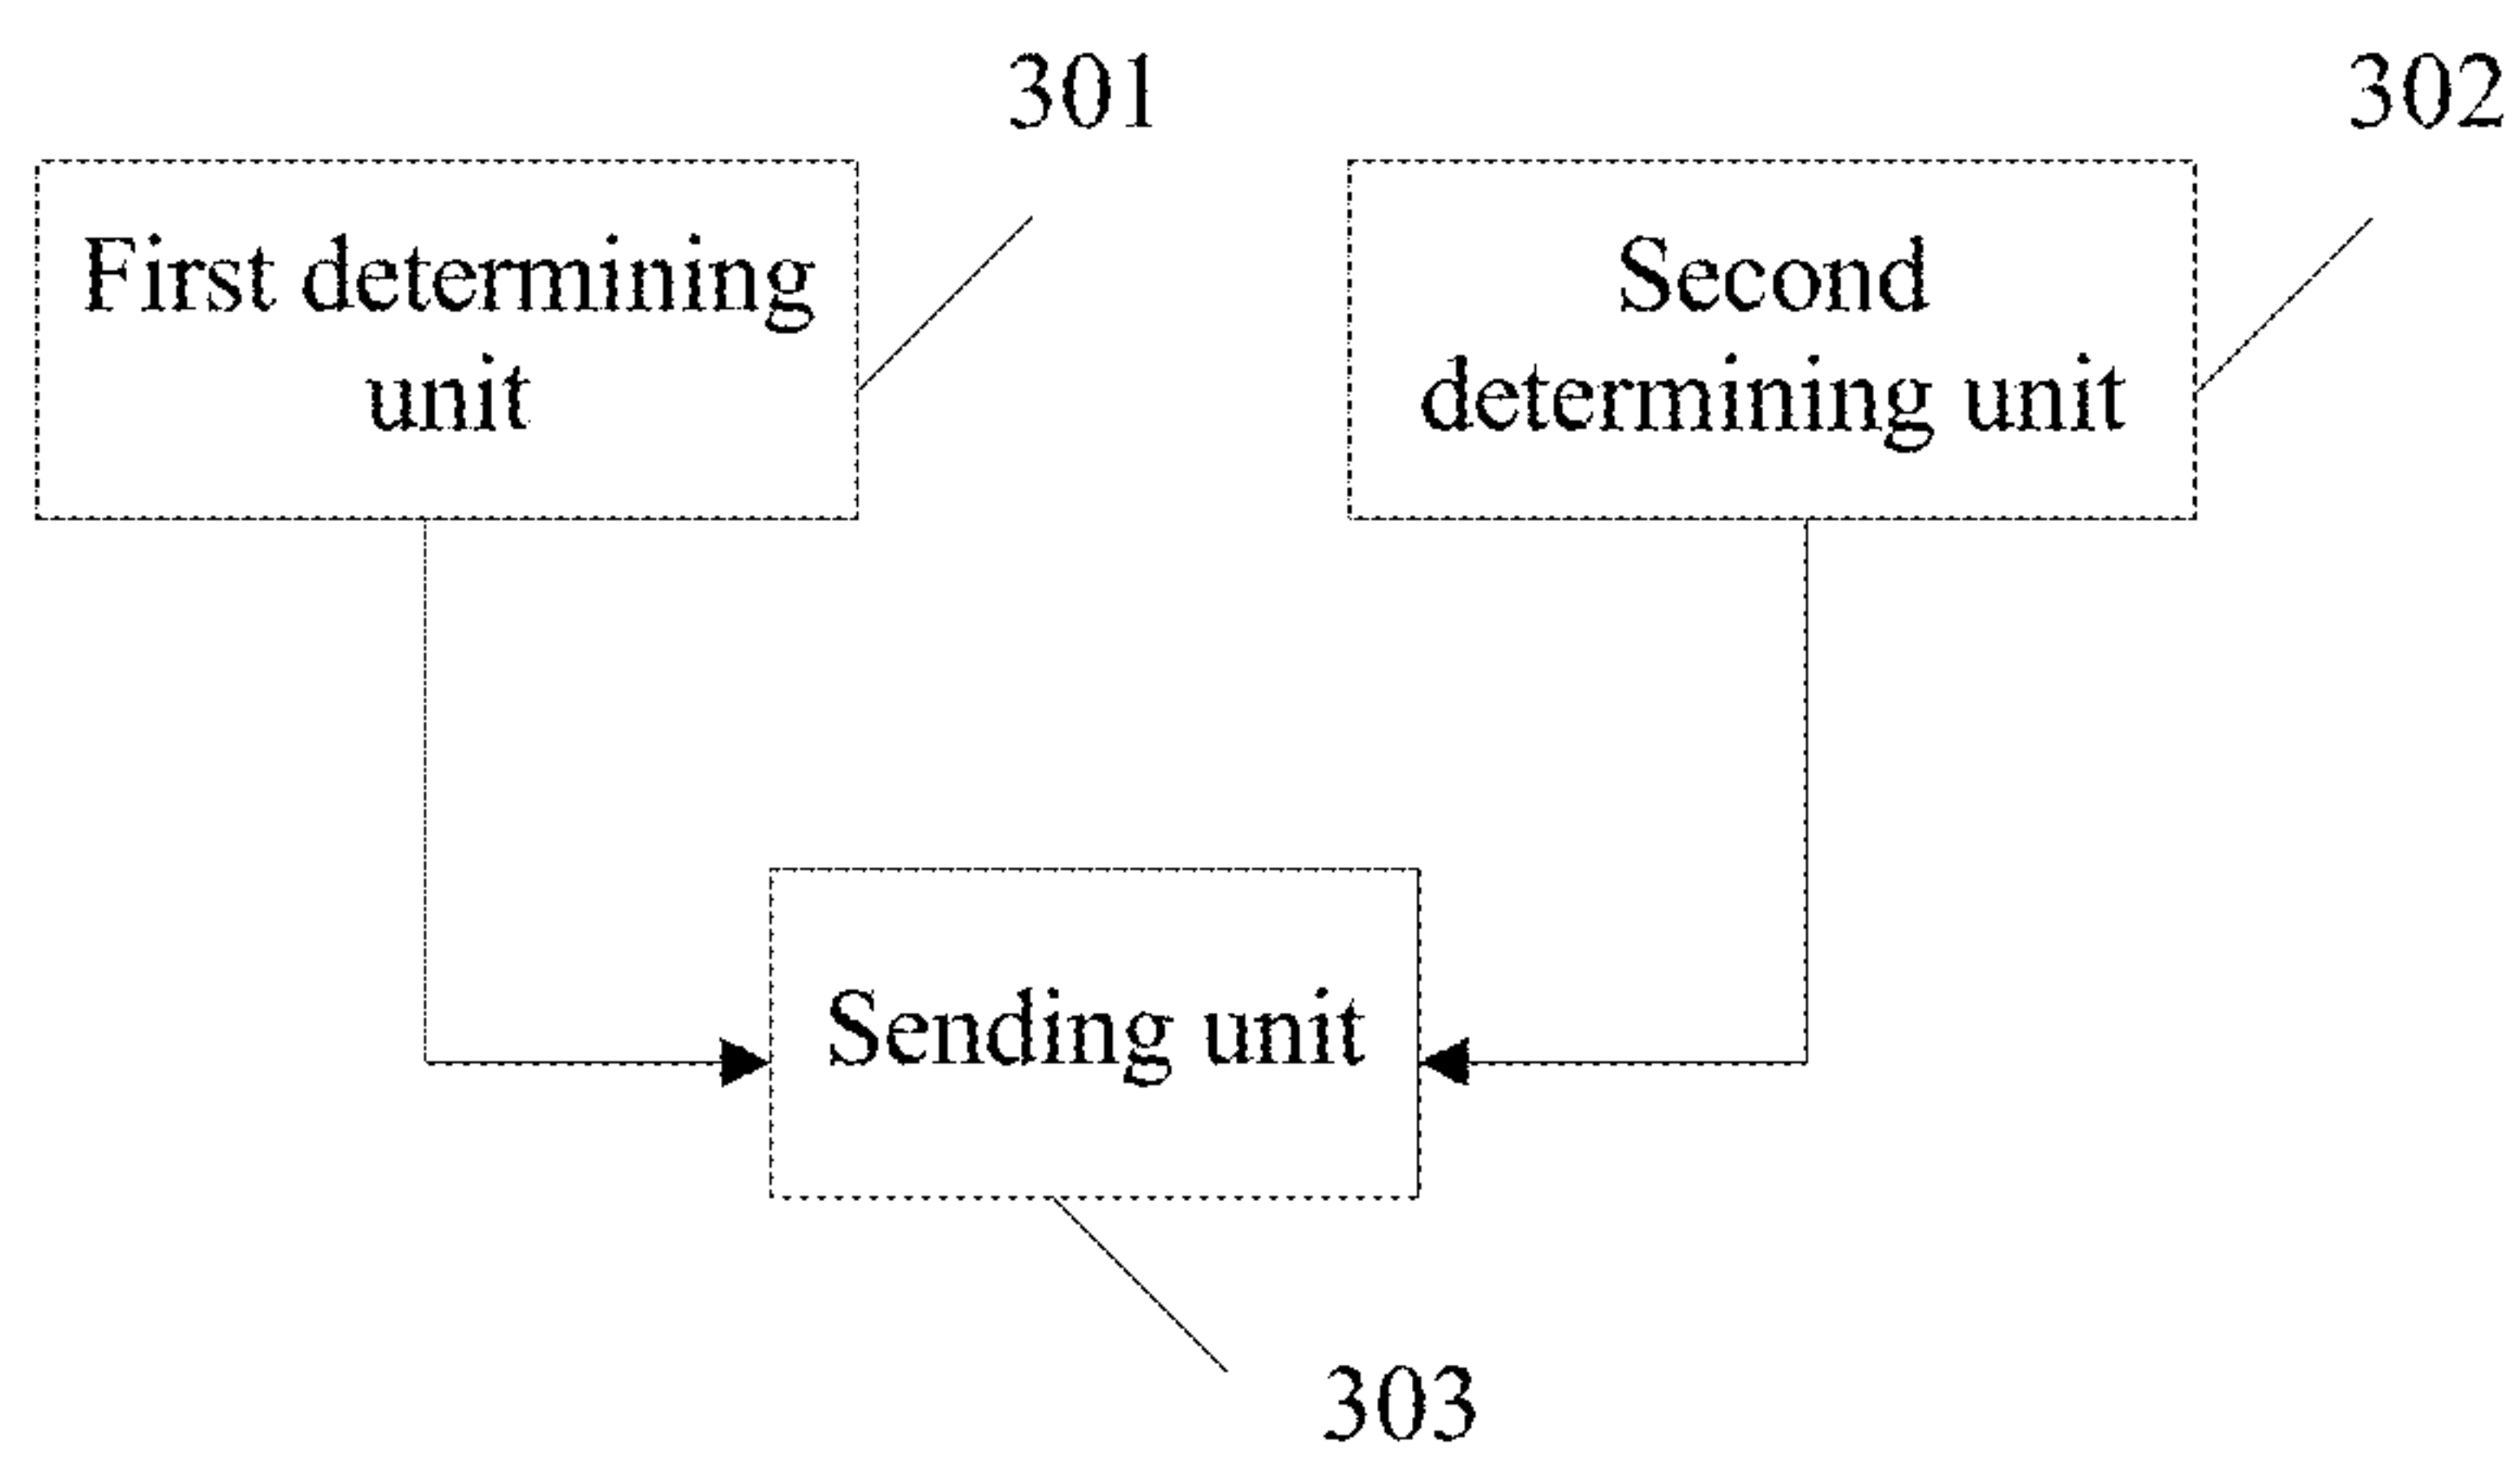 301
302
First determining
unit
Second
determining unit
Sending unit
303